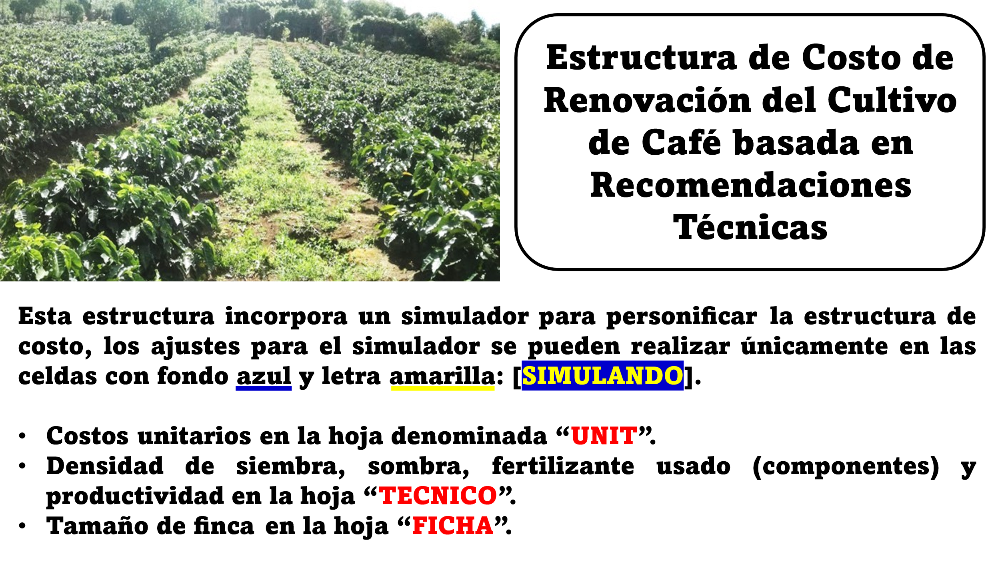 Estructura de Costo de
Renovación del Cultivo
de Café basada en
Recomendaciones
Técnicas
Esta estructura incorpora un simulador para personificar la estructura de
costo, los ajustes para el simulador se pueden realizar únicamente en las
celdas con fondo azul y letra amarilla: [SIMULANDO].
• Costos unitarios en la hoja denominada “UNIT”.
• Densidad de siembra, sombra, fertilizante usado (componentes) y
productividad en la hoja “TECNICO”.
• Tamaño de finca en la hoja “FICHA”.